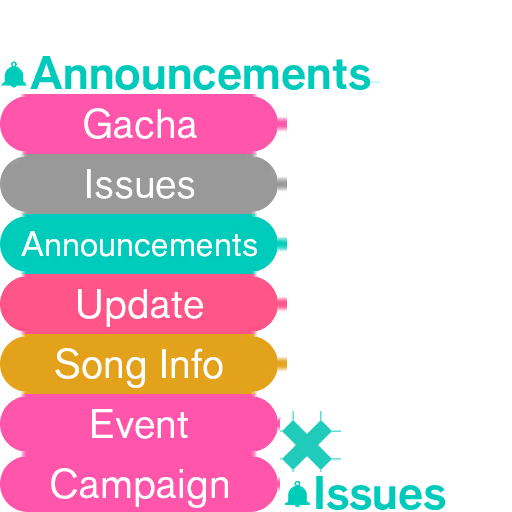 Announcements
Gacha
Issues
Announcements
Update
Song Info
Event
Campaign
Issues